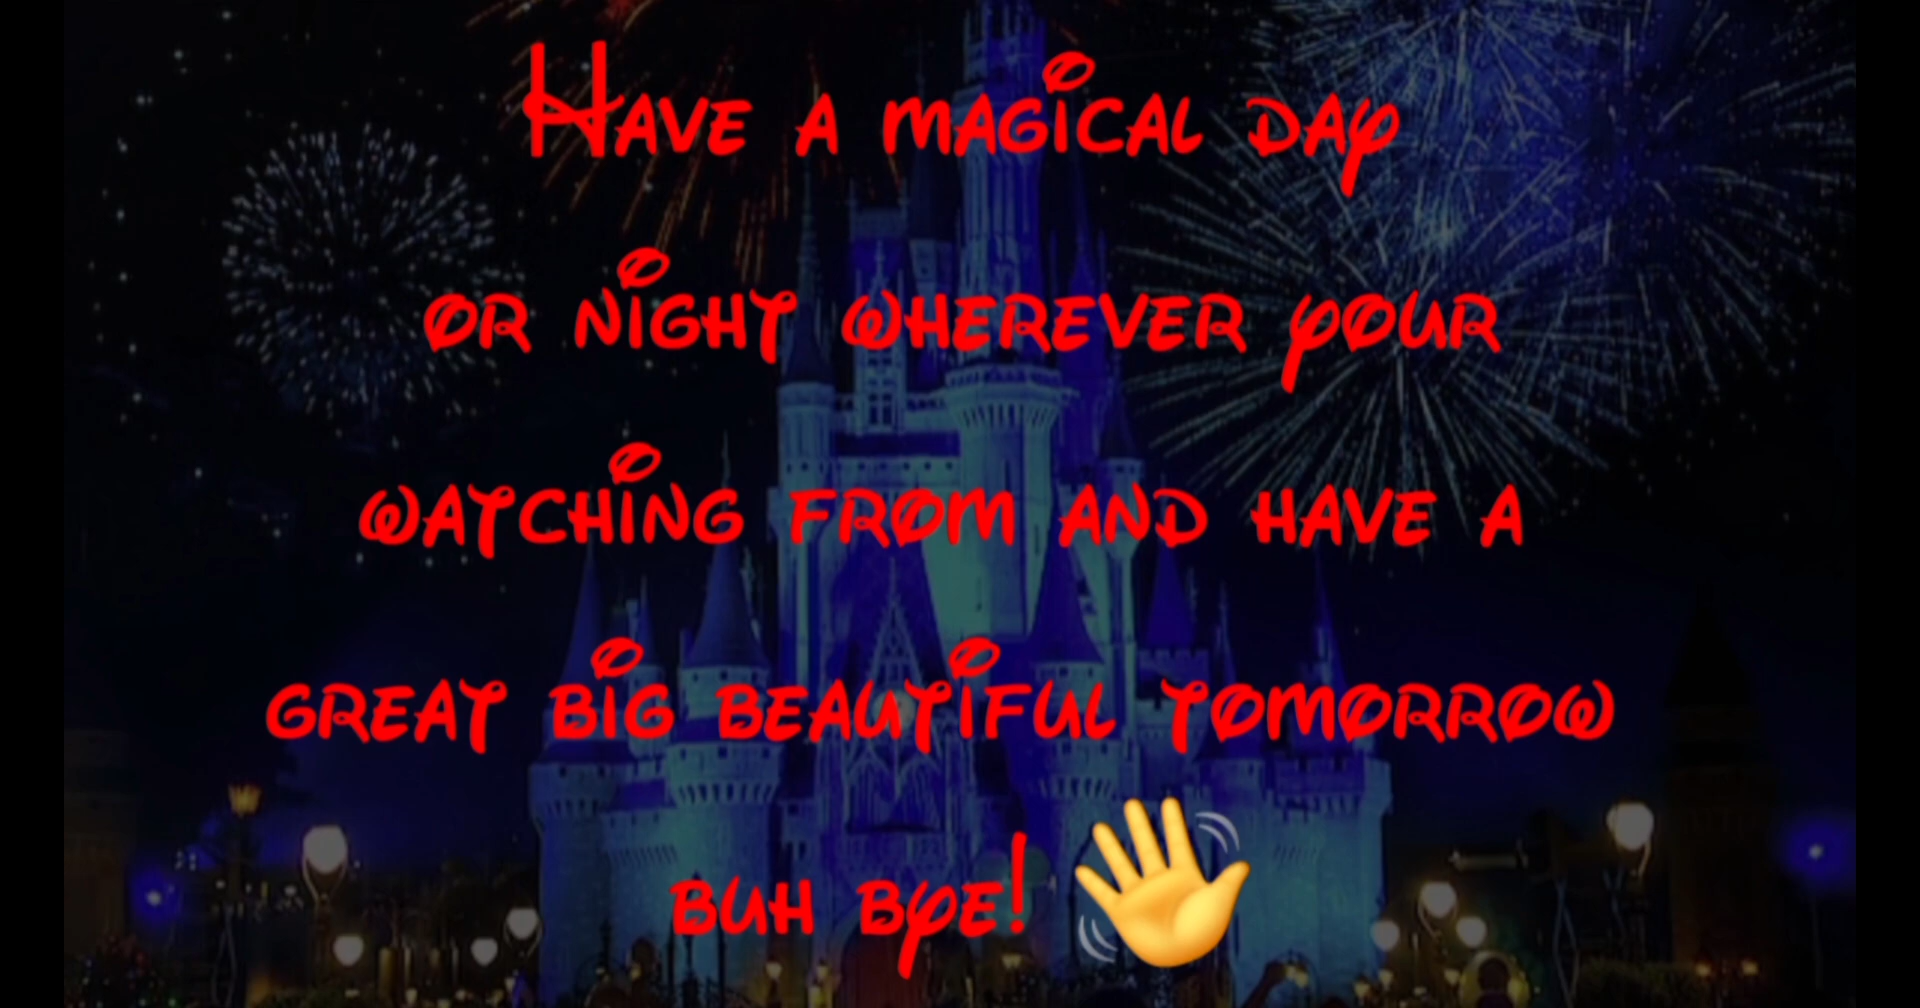 Have a magical day
or night wherever your
watching from and have a
great big beautiful tomorrow
buh bye! 👋